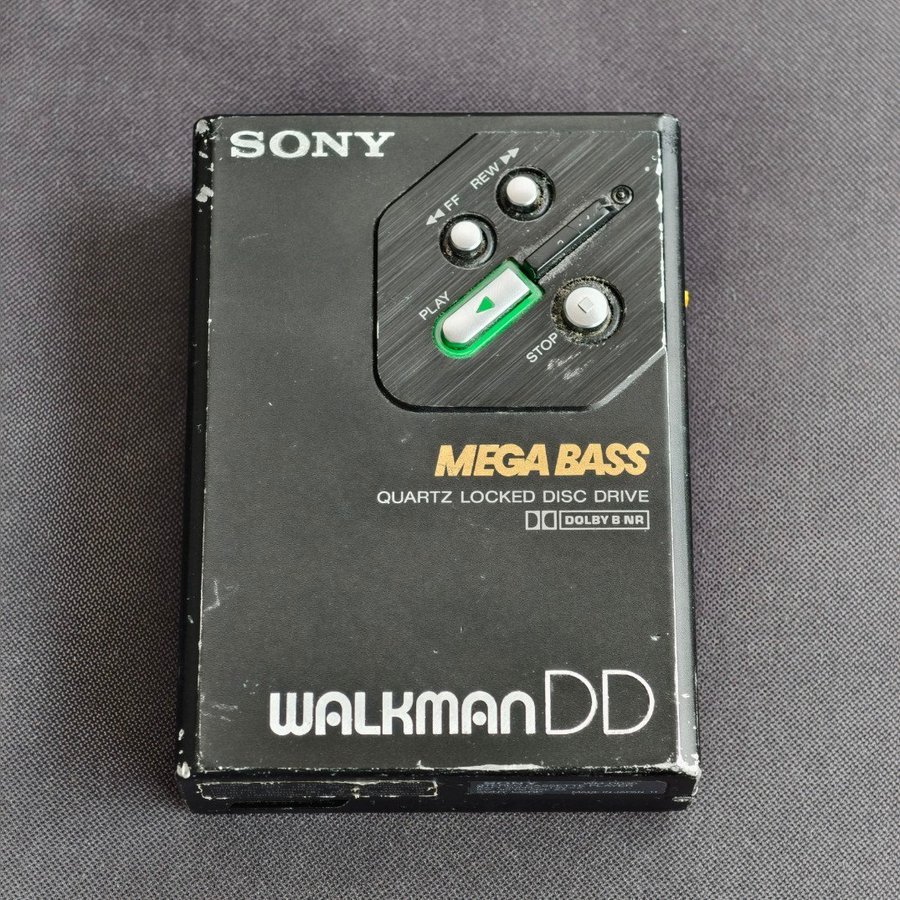 SONY
◀◀ FF
REW ▶▶
PLAY
STOP
MEGA BASS
QUARTZ LOCKED DISC DRIVE
DOLBY B NR
WALKMAN DD